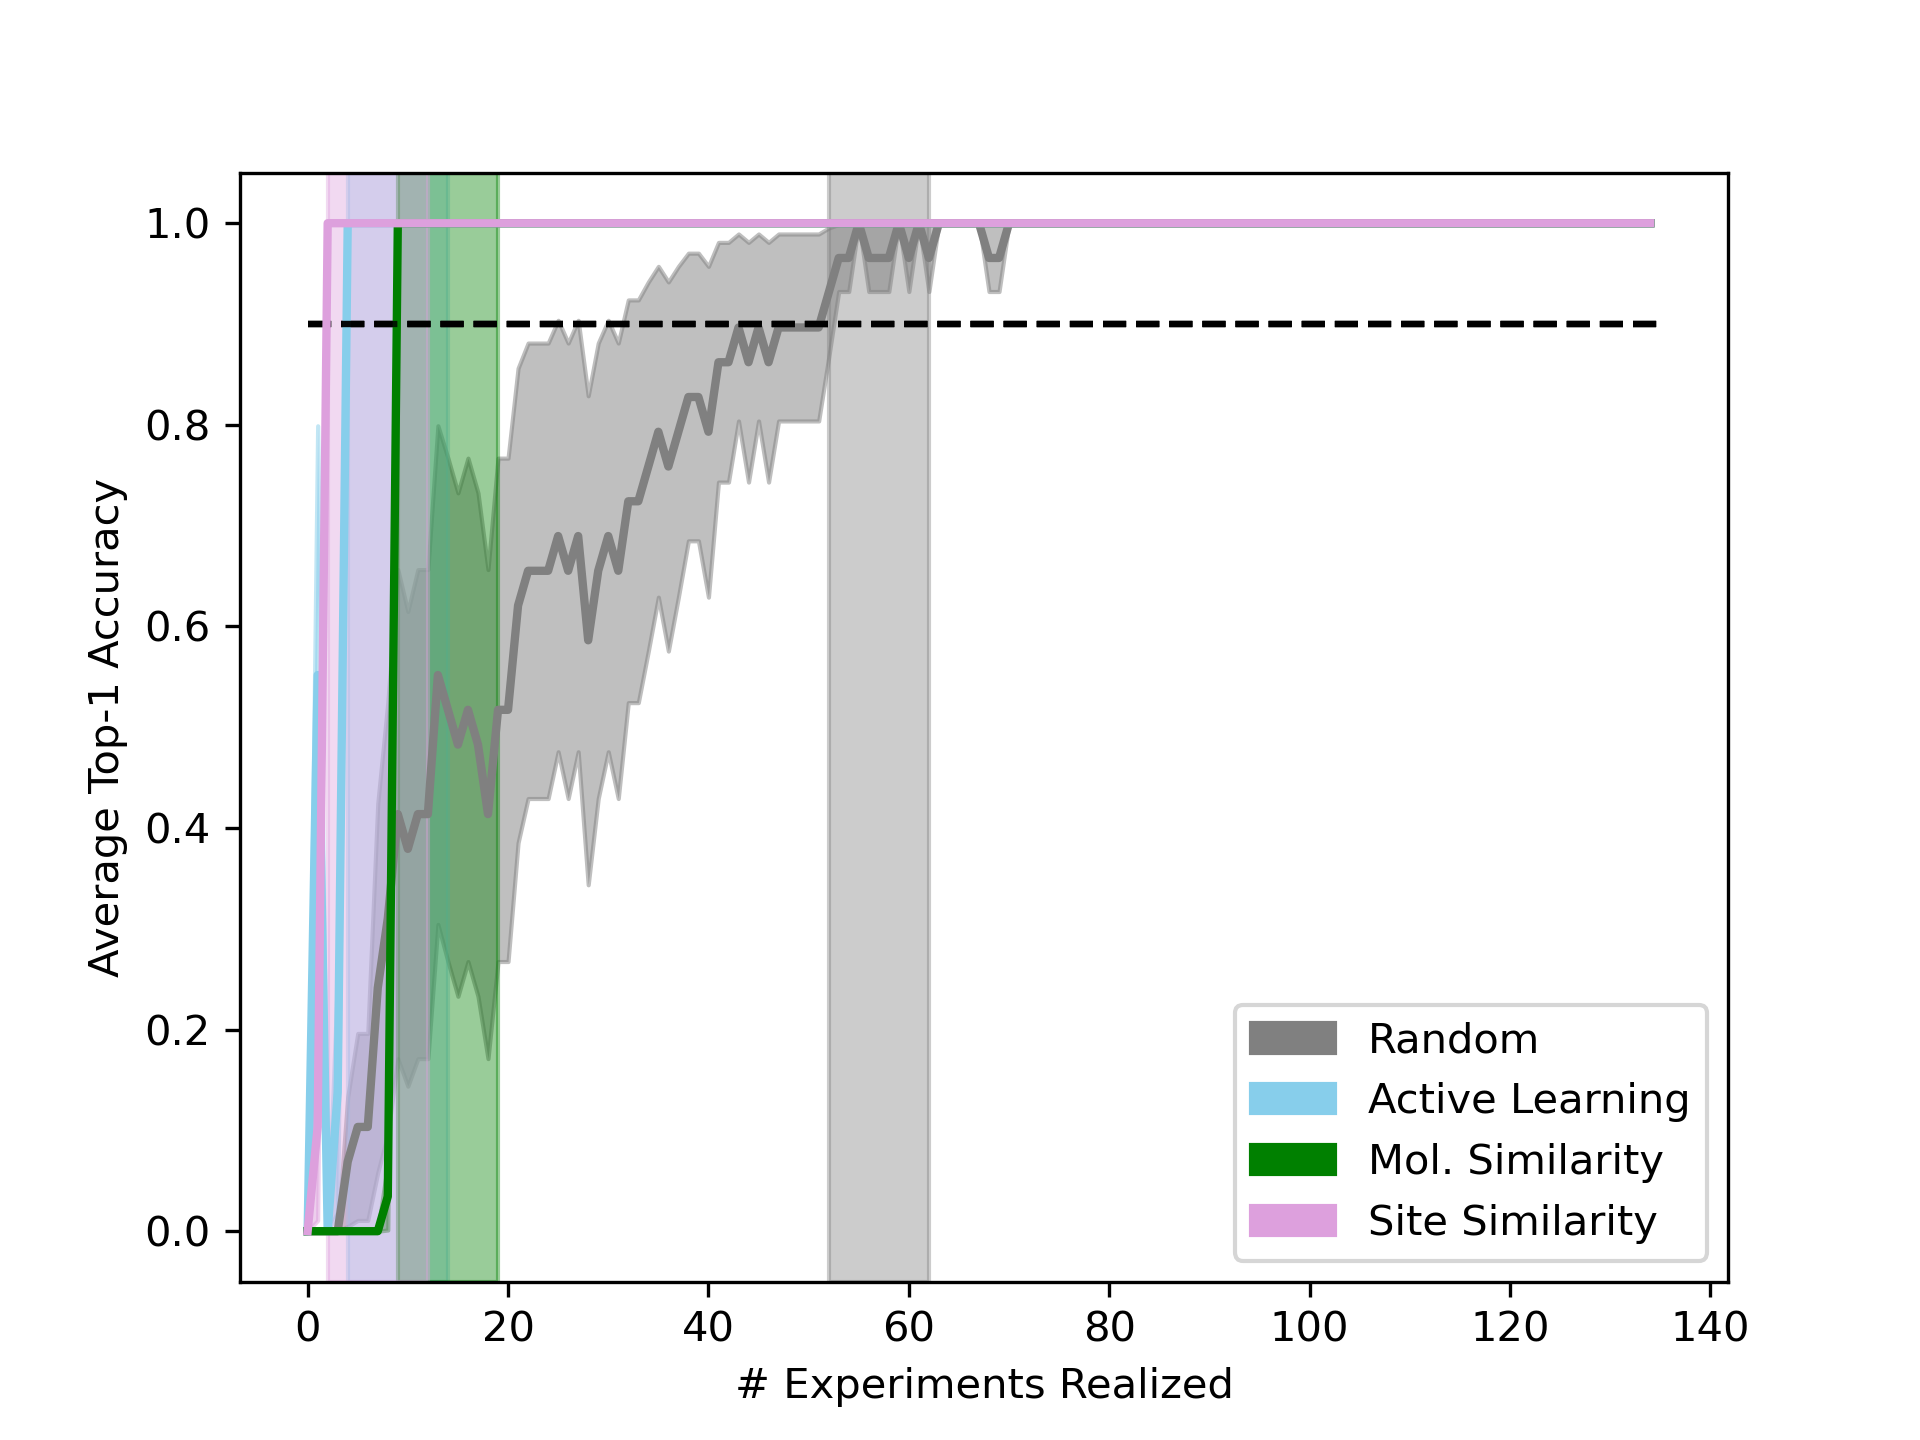 Average Top-1 Accuracy
1.0
0.8
0.6
0.4
0.2
0.0
0 20 40 60 80 100 120 140
# Experiments Realized
Random
Active Learning
Mol. Similarity
Site Similarity